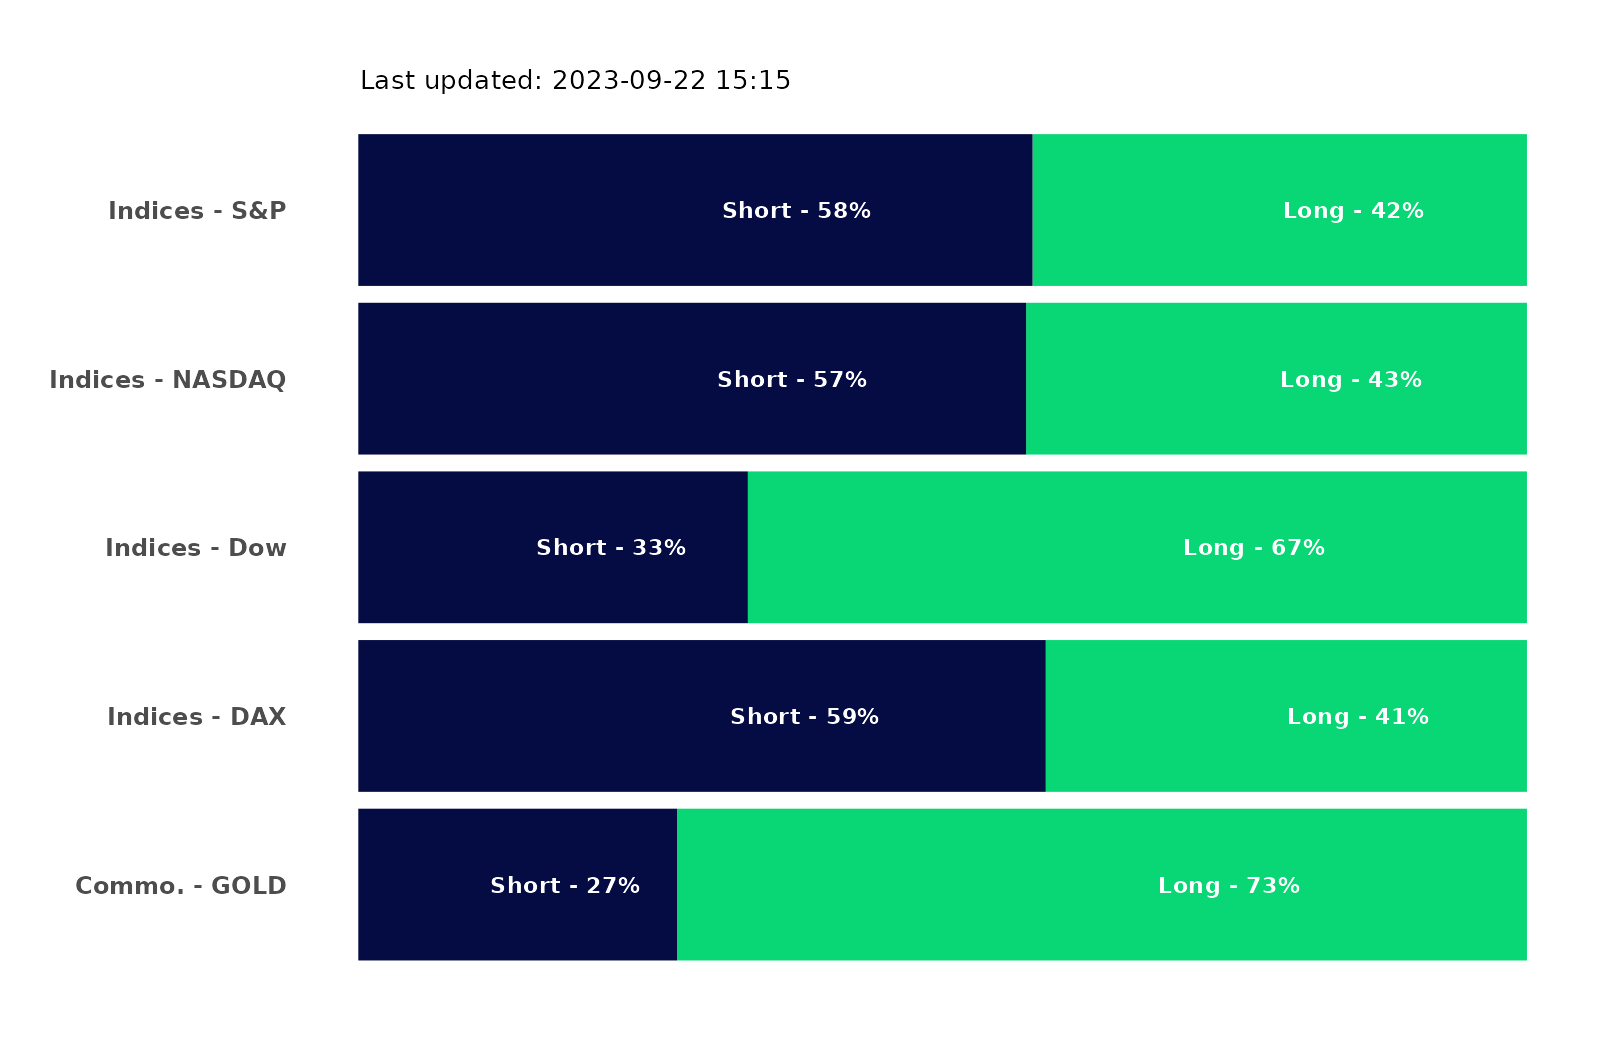 Last updated: 2023-09-22 15:15
Indices - S&P Short - 58% Long - 42%
Indices - NASDAQ Short - 57% Long - 43%
Indices - Dow Short - 33% Long - 67%
Indices - DAX Short - 59% Long - 41%
Commo. - GOLD Short - 27% Long - 73%